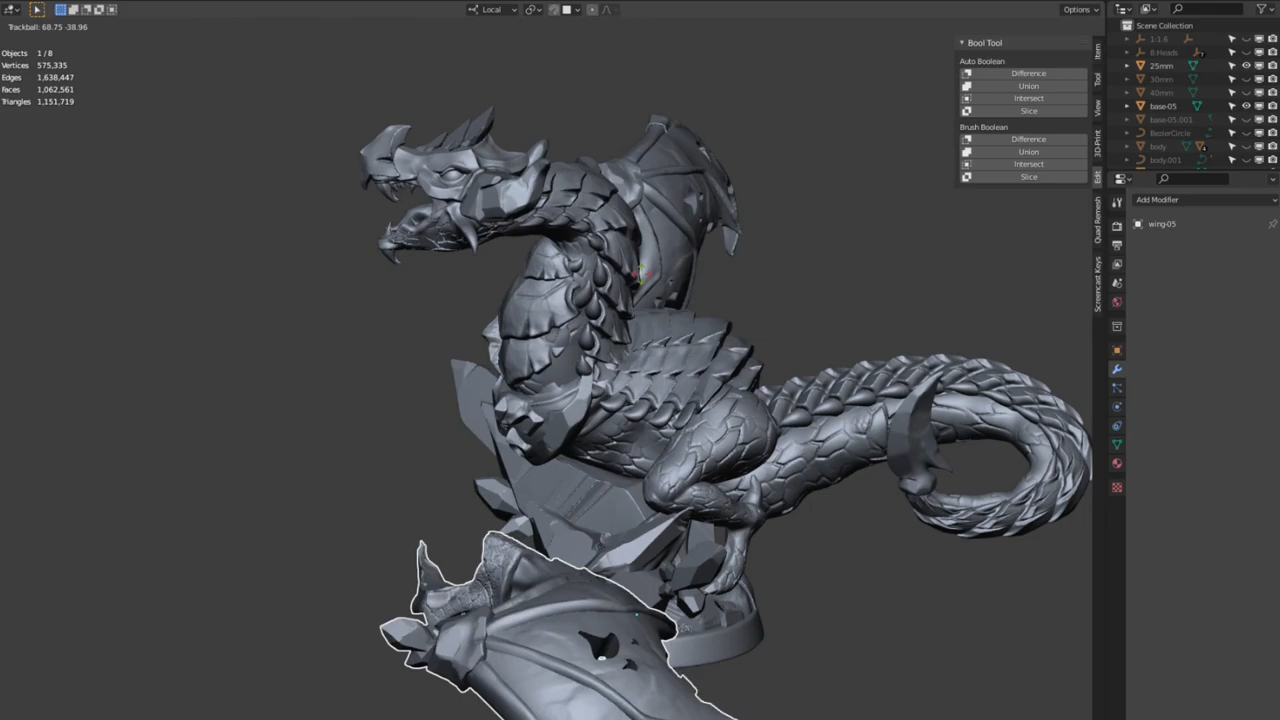 Local
Options
Trackball: 68.75 -38.96
Objects 1 / 8
Vertices 575,335
Edges 1,638,447
Faces 1,062,561
Triangles 1,151,719
Bool Tool
Auto Boolean
Difference
Union
Intersect
Slice
Brush Boolean
Difference
Union
Intersect
Slice
Item
Tool
View
3D-Print
Edit
Quad Remesh
Screencast Keys
Scene Collection
1:1.6
8.Heads
25mm
30mm
40mm
base-05
base-05.001
BezierCircle
body
body.001
Add Modifier
wing-05